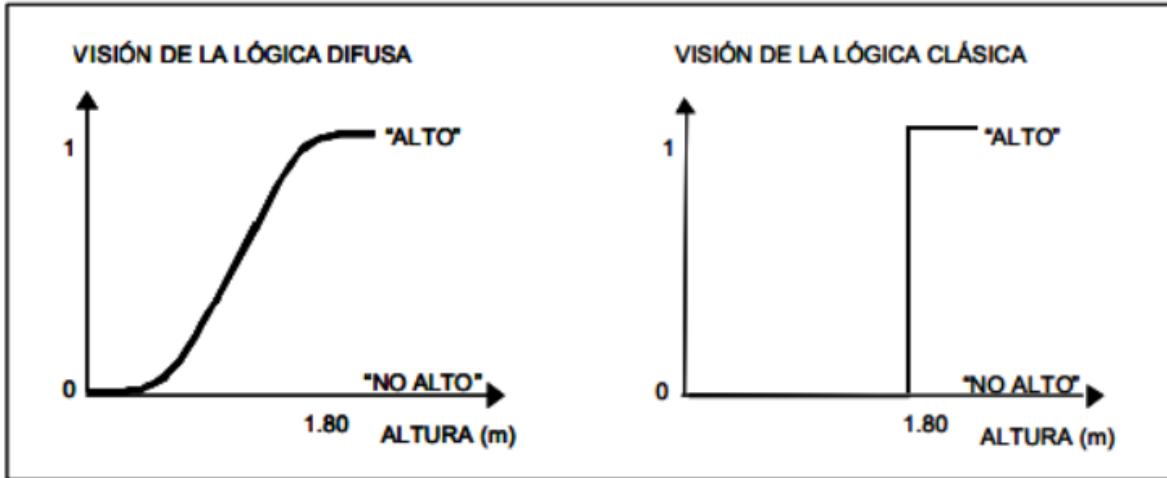 VISIÓN DE LA LÓGICA DIFUSA
1
"ALTO"
0
"NO ALTO"
1.80
ALTURA (m)
VISIÓN DE LA LÓGICA CLÁSICA
1
"ALTO"
0
"NO ALTO"
1.80
ALTURA (m)